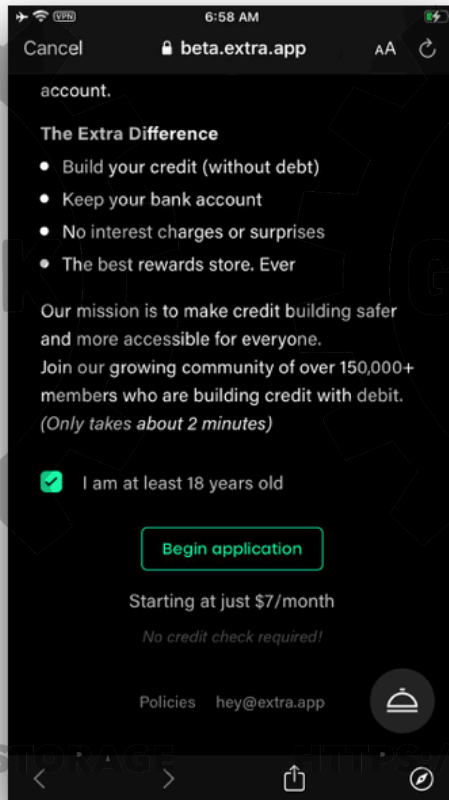 VPN
6:58 AM
Cancel
beta.extra.app
AA
account.
The Extra Difference
Build your credit (without debt)
Keep your bank account
No interest charges or surprises
The best rewards store. Ever
Our mission is to make credit building safer
and more accessible for everyone.
Join our growing community of over 150,000+
members who are building credit with debit.
(Only takes about 2 minutes)
I am at least 18 years old
Begin application
Starting at just $7/month
No credit check required!
Policies hey@extra.app
STORAGE
HTTPS:/